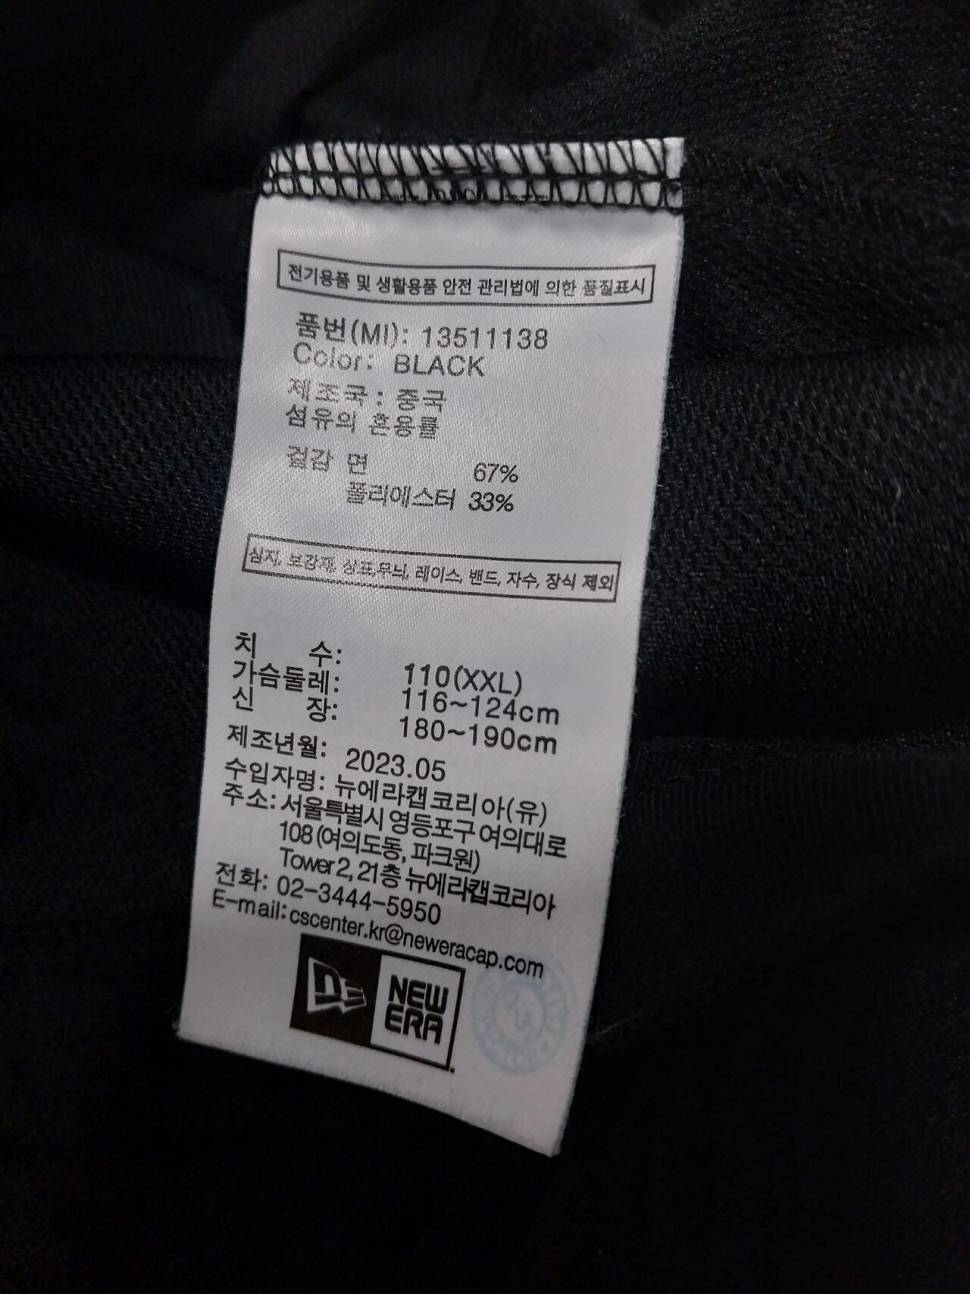 전기용품 및 생활용품 안전 관리법에 의한 품질표시
품번(MI): 13511138
Color: BLACK
제조국 : 중국
섬유의 혼용률
겉감 면 67%
폴리에스터 33%
심지, 보강재, 상표,무늬, 레이스, 밴드, 자수, 장식 제외
치 수: 110(XXL)
가슴둘레: 116~124cm
신 장: 180~190cm
제조년월: 2023.05
수입자명: 뉴에라캡코리아(유)
주소: 서울특별시 영등포구 여의대로
108 (여의도동, 파크원)
Tower 2, 21층 뉴에라캡코리아
전화: 02-3444-5950
E-mail: cscenter.kr@neweracap.com
NEW
ERA